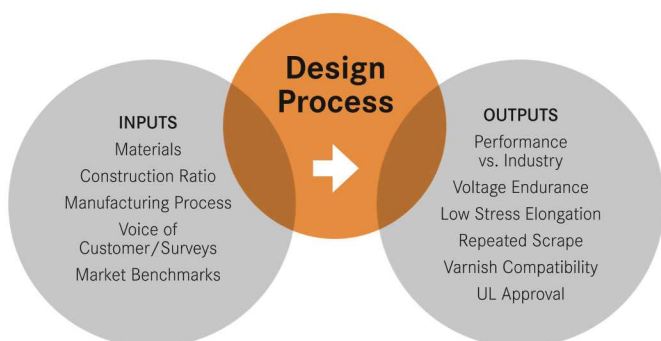 Design
Process
INPUTS
Materials
Construction Ratio
Manufacturing Process
Voice of
Customer/Surveys
Market Benchmarks
OUTPUTS
Performance
vs. Industry
Voltage Endurance
Low Stress Elongation
Repeated Scrape
Varnish Compatibility
UL Approval